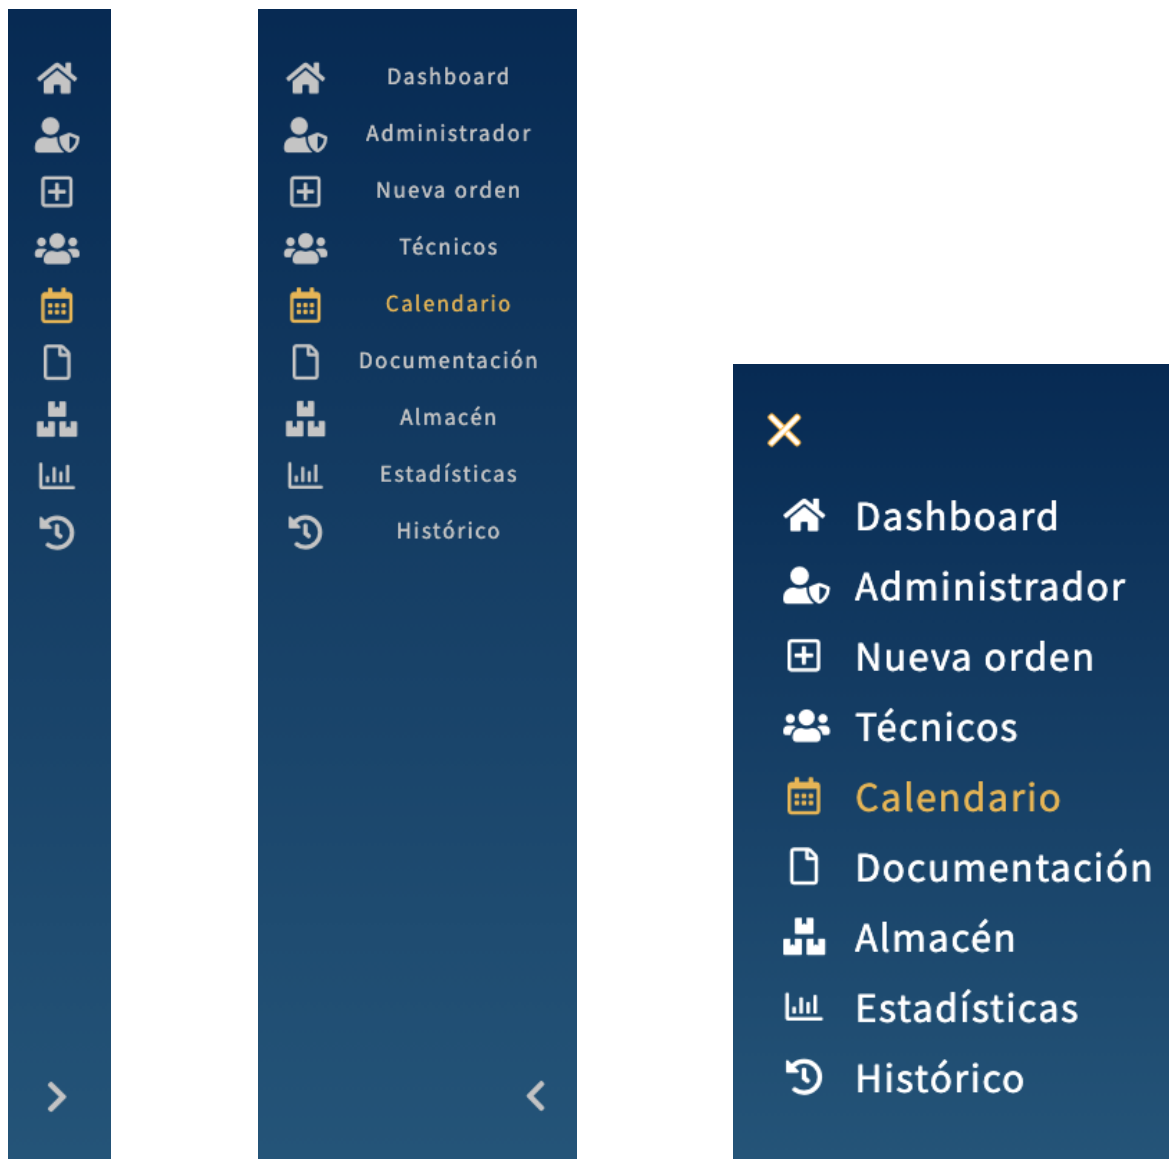 Dashboard
Administrador
Nueva orden
Técnicos
Calendario
Documentación
Almacén
Estadísticas
Histórico
Dashboard
Administrador
Nueva orden
Técnicos
Calendario
Documentación
Almacén
Estadísticas
Histórico